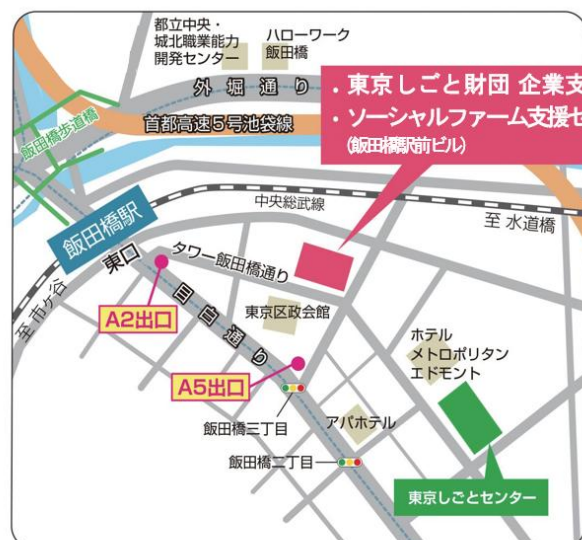 都立中央・
城北職業能力
開発センター
ハローワーク
飯田橋
外堀通り
・東京しごと財団 企業支
・ソーシャルファーム支援セ
(飯田橋駅前ビル)
首都高速5号池袋線
飯田橋歩道橋
中央総武線
至 水道橋
飯田橋駅
東口
タワー飯田橋通り
至 市ヶ谷
A2出口
目白通り
東京区政会館
ホテル
メトロポリタン
エドモント
A5出口
飯田橋三丁目
アパホテル
飯田橋二丁目
東京しごとセンター